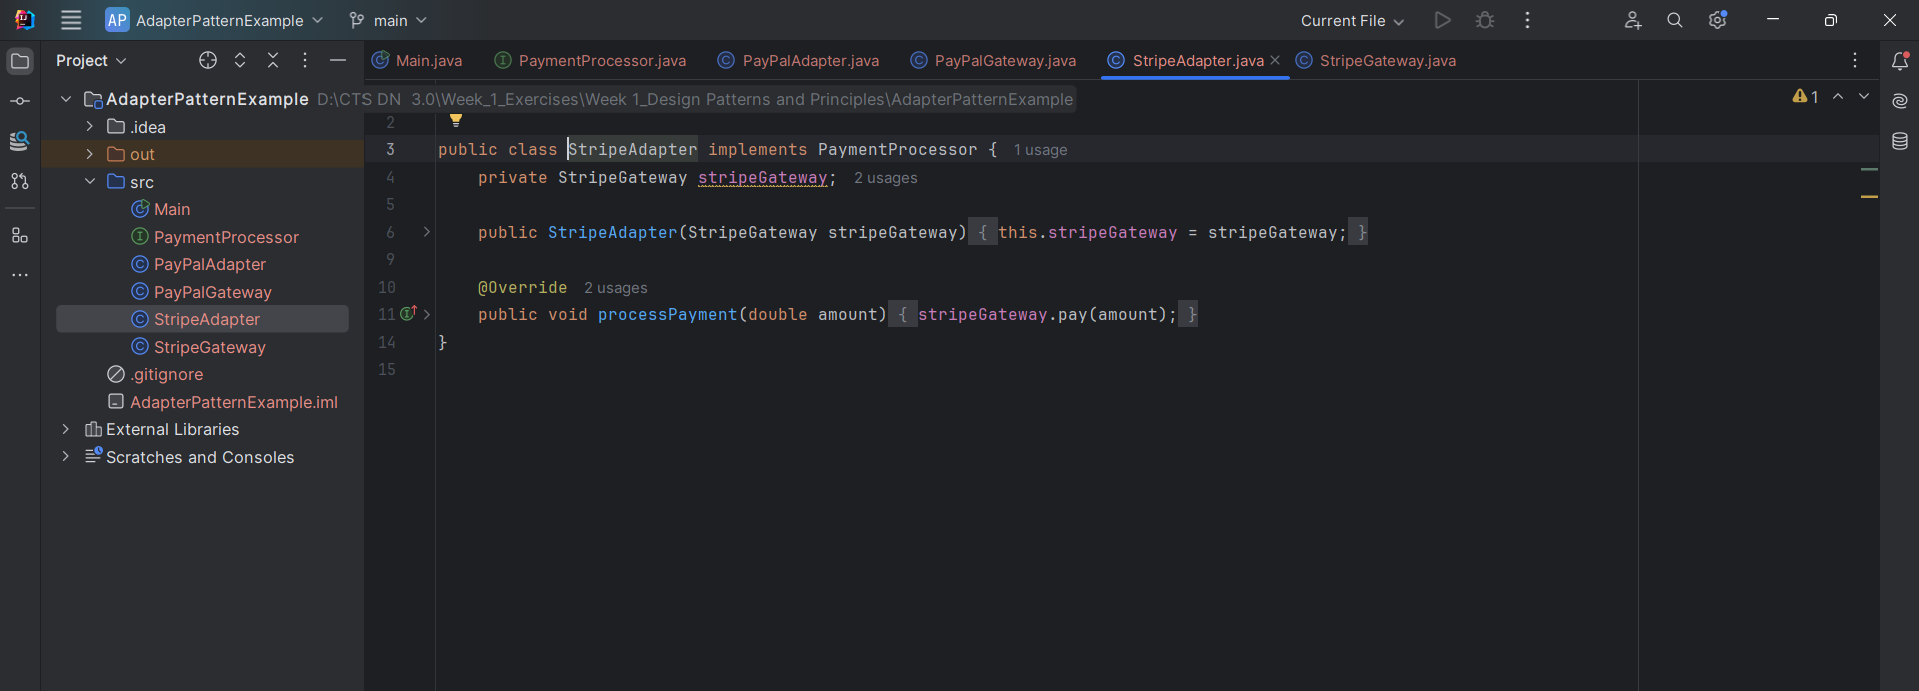 AP AdapterPatternExample main Current File
Project
Main.java PaymentProcessor.java PayPalAdapter.java PayPalGateway.java StripeAdapter.java StripeGateway.java
AdapterPatternExample D:\CTS DN 3.0\Week_1_Exercises\Week 1_Design Patterns and Principles\AdapterPatternExample
1
.idea
out
src
Main
PaymentProcessor
PayPalAdapter
PayPalGateway
StripeAdapter
StripeGateway
.gitignore
AdapterPatternExample.iml
External Libraries
Scratches and Consoles
2
3 public class StripeAdapter implements PaymentProcessor { 1 usage
4 private StripeGateway stripeGateway; 2 usages
5
6 public StripeAdapter(StripeGateway stripeGateway) { this.stripeGateway = stripeGateway; }
9
10 @Override 2 usages
11 public void processPayment(double amount) { stripeGateway.pay(amount); }
14 }
15